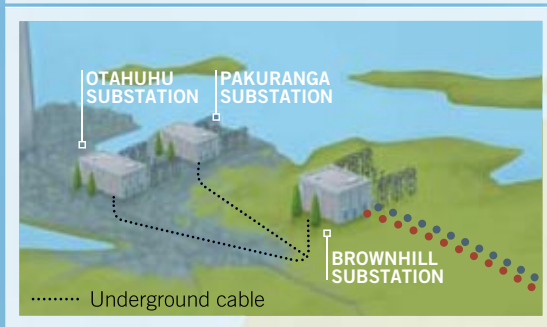 OTAHUHU
SUBSTATION
PAKURANGA
SUBSTATION
BROWNHILL
SUBSTATION
Underground cable